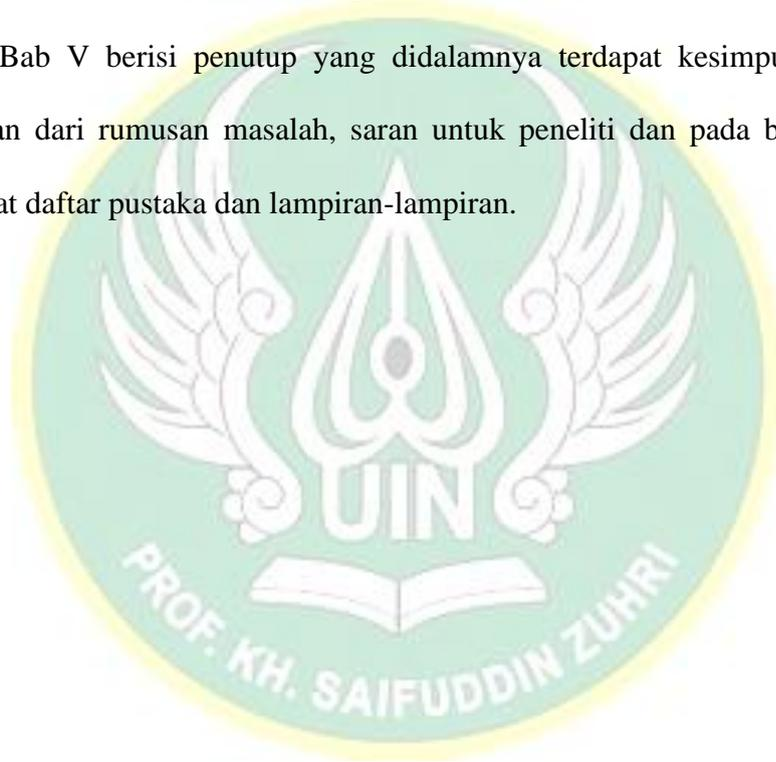 Bab V berisi penutup yang didalamnya terdapat kesimpu
an dari rumusan masalah, saran untuk peneliti dan pada b
at daftar pustaka dan lampiran-lampiran.
UIN
PROF. KH. SAIFUDDIN ZUHRI